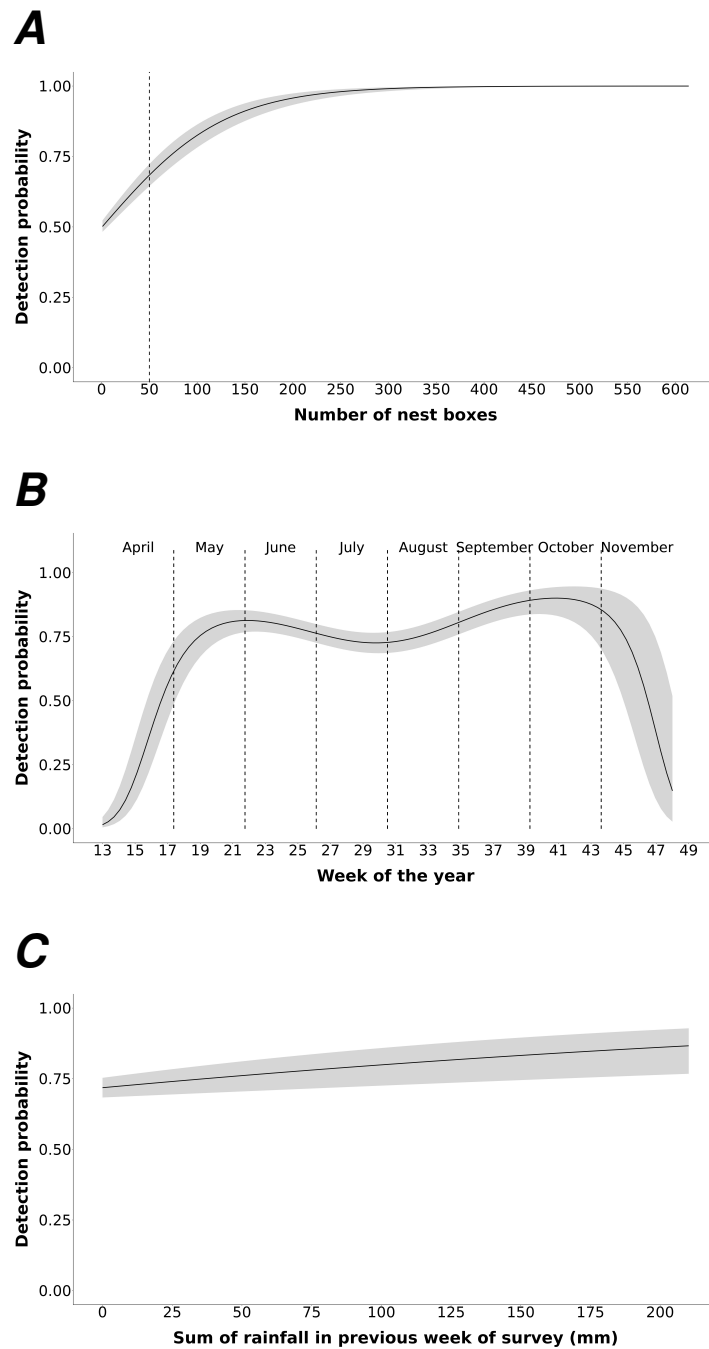 A
Detection probability
1.00
0.75
0.50
0.25
0.00
0 50 100 150 200 250 300 350 400 450 500 550 600
Number of nest boxes
B
April May June July August September October November
Detection probability
1.00
0.75
0.50
0.25
0.00
13 15 17 19 21 23 25 27 29 31 33 35 37 39 41 43 45 47 49
Week of the year
C
Detection probability
1.00
0.75
0.50
0.25
0.00
0 25 50 75 100 125 150 175 200
Sum of rainfall in previous week of survey (mm)